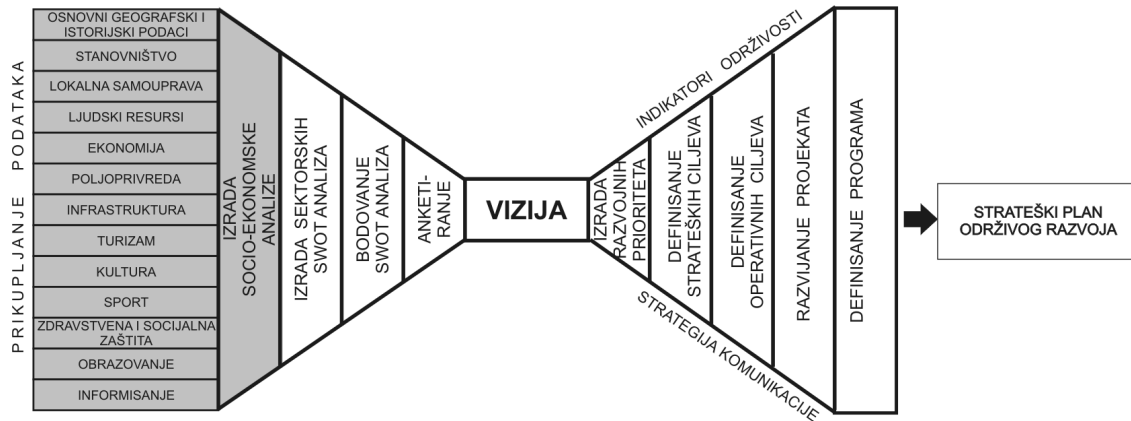 PRIKUPLJANJE PODATAKA
OSNOVNI GEOGRAFSKI I
ISTORIJSKI PODACI
STANOVNIŠTVO
LOKALNA SAMOUPRAVA
LJUDSKI RESURSI
EKONOMIJA
POLJOPRIVREDA
INFRASTRUKTURA
TURIZAM
KULTURA
SPORT
ZDRAVSTVENA I SOCIJALNA
ZAŠTITA
OBRAZOVANJE
INFORMISANJE
IZRADA
SOCIO-EKONOMSKE
ANALIZE
IZRADA SEKTORSKIH
SWOT ANALIZA
BODOVANJE
SWOT ANALIZA
ANKETI-
RANJE
VIZIJA
INDIKATORI ODRŽIVOSTI
IZRADA
RAZVOJNIH
PRIORITETA
DEFINISANJE
STRATEŠKIH CILJEVA
DEFINISANJE
OPERATIVNIH CILJEVA
RAZVIJANJE PROJEKATA
DEFINISANJE PROGRAMA
STRATEGIJA KOMUNIKACIJE
STRATEŠKI PLAN
ODRŽIVOG RAZVOJA